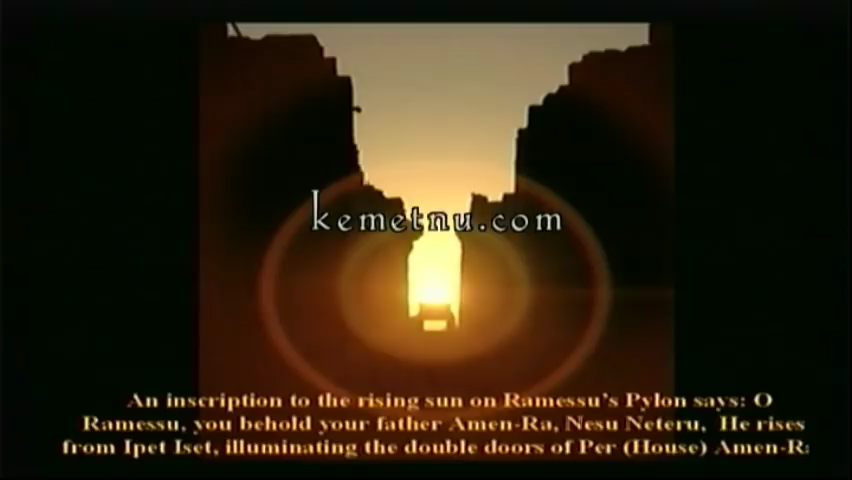 kemetnu.com
An inscription to the rising sun on Ramessu's Pylon says: O
Ramessu, you behold your father Amen-Ra, Nesu Neteru, He rises
from Ipet Iset, illuminating the double doors of Per (House) Amen-R